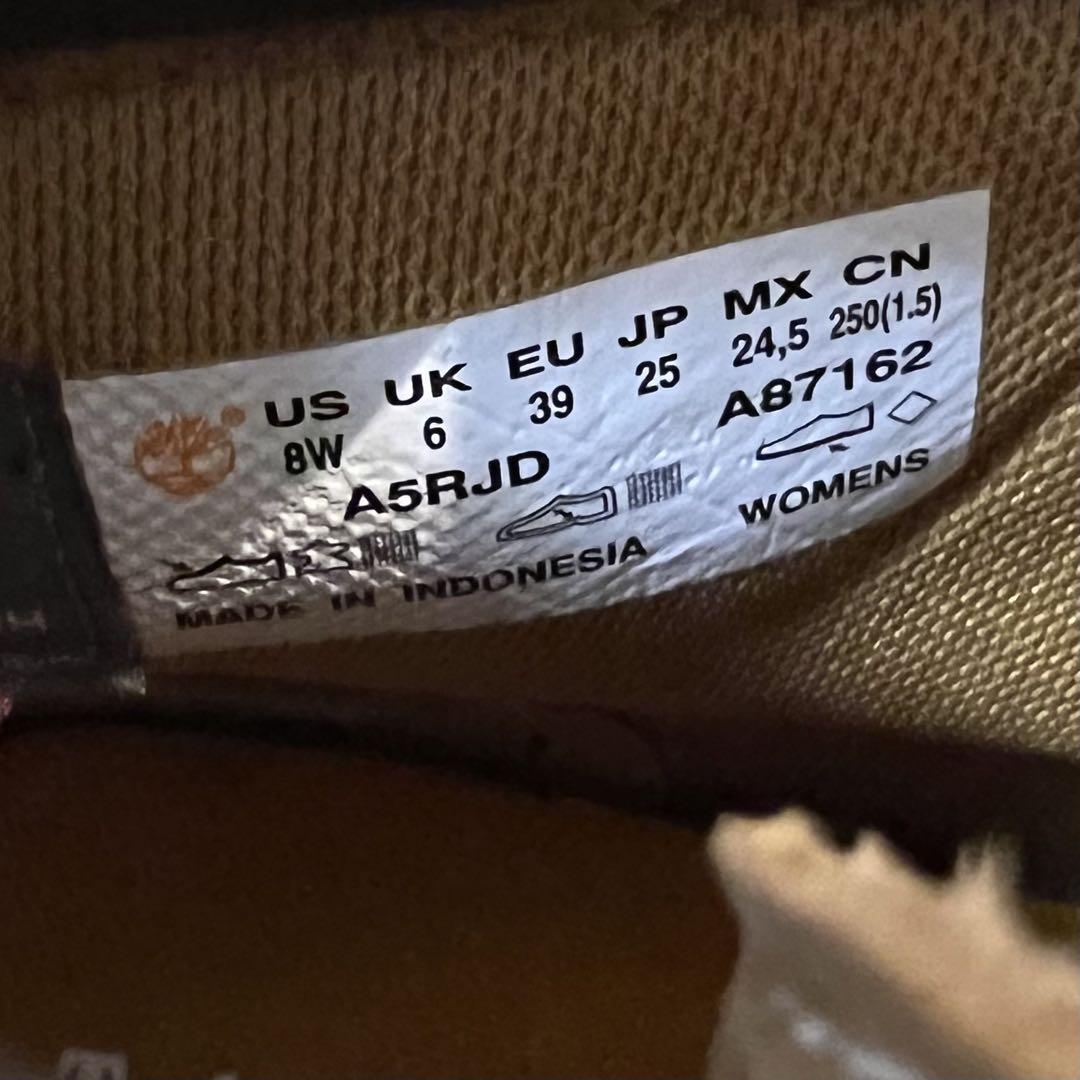 US UK EU JP MX CN
8W 6 39 25 24,5 250(1.5)
A5RJD A87162
WOMENS
MADE IN INDONESIA